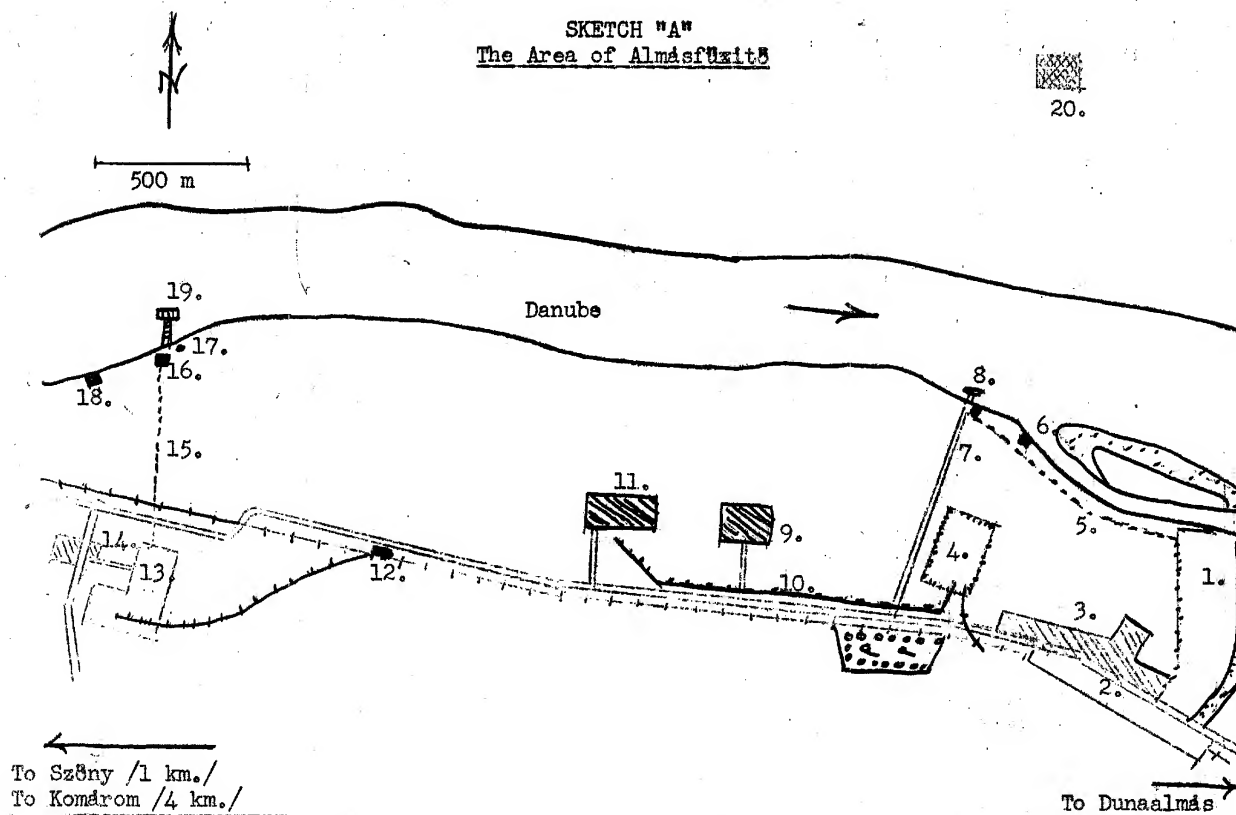 SKETCH "A"
The Area of Almásfüzitő
N
20.
500 m
19.
Danube
17.
16.
18.
8.
6.
15.
7.
11.
5.
9.
4.
14.
13.
12.
10.
1.
3.
2.
To Szőny /1 km./
To Komárom /4 km./
To Dunaalmás